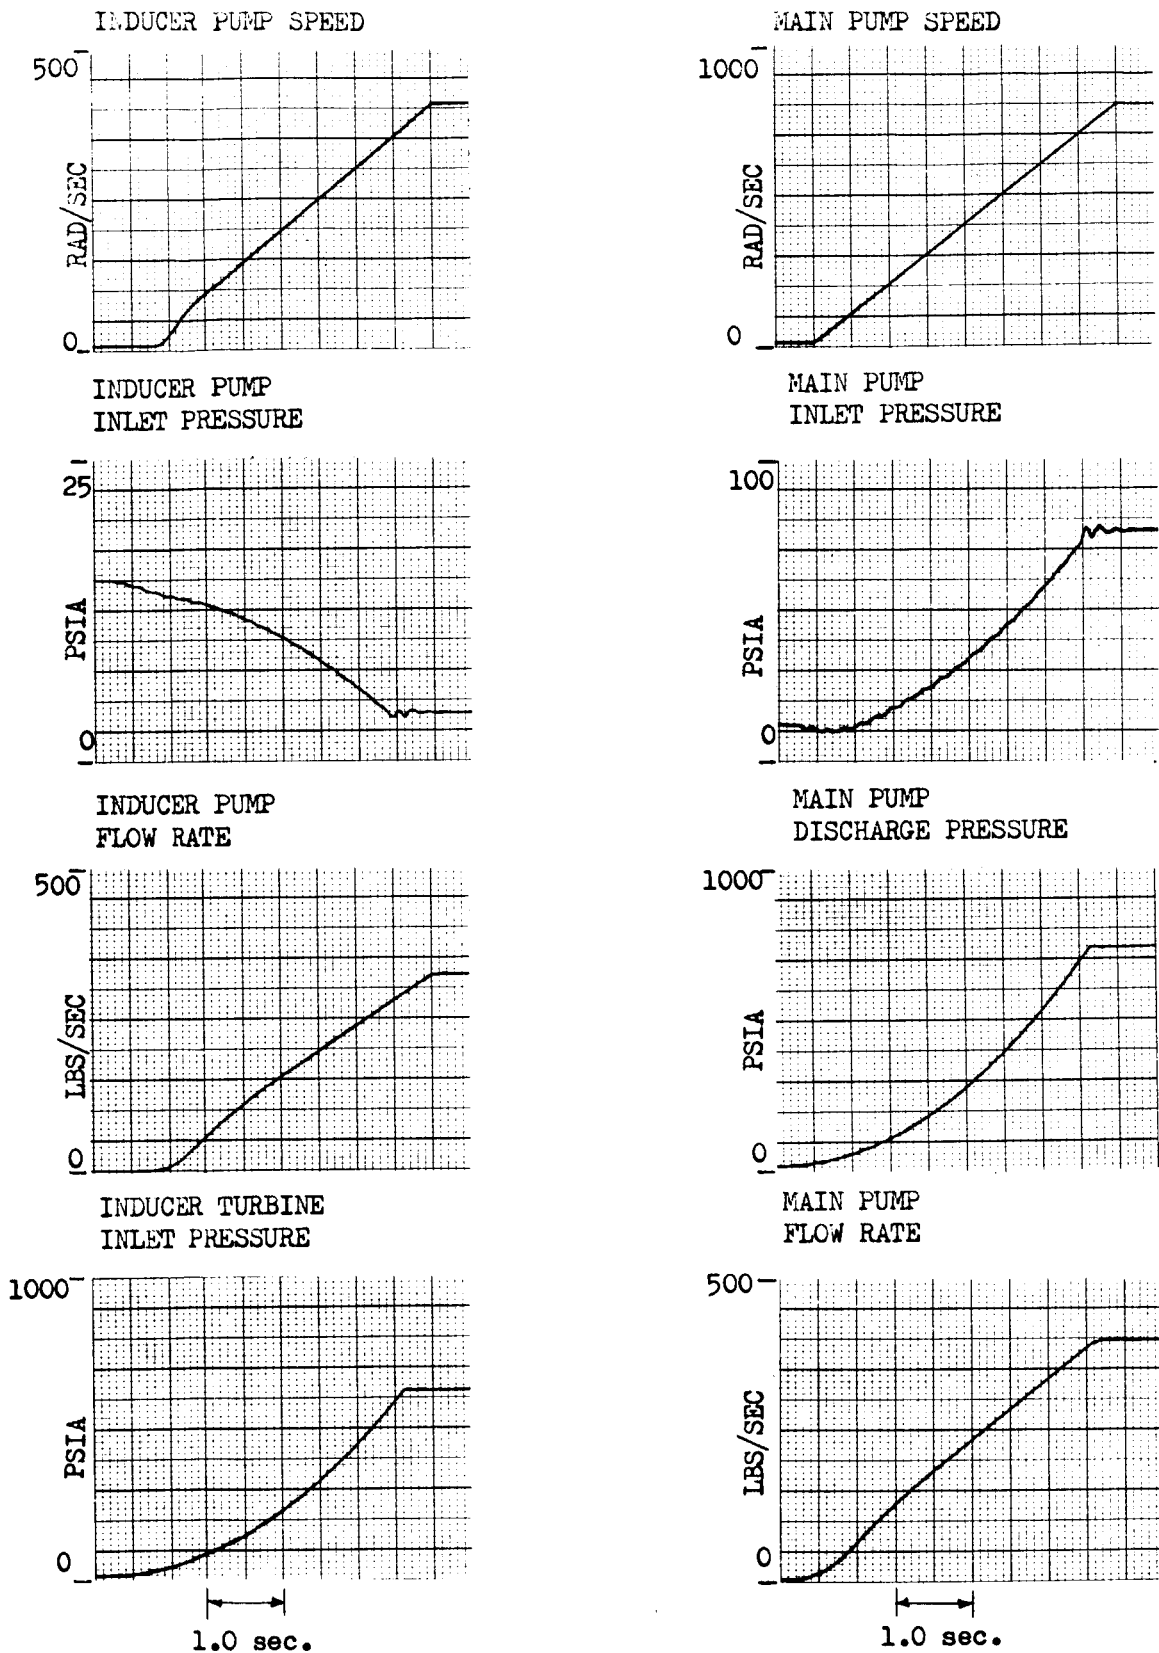 INDUCER PUMP SPEED
500
RAD/SEC
0
INDUCER PUMP
INLET PRESSURE
25
PSIA
0
INDUCER PUMP
FLOW RATE
500
LBS/SEC
0
INDUCER TURBINE
INLET PRESSURE
1000
PSIA
0
1.0 sec.
MAIN PUMP SPEED
1000
RAD/SEC
0
MAIN PUMP
INLET PRESSURE
100
PSIA
0
MAIN PUMP
DISCHARGE PRESSURE
1000
PSIA
0
MAIN PUMP
FLOW RATE
500
LBS/SEC
0
1.0 sec.